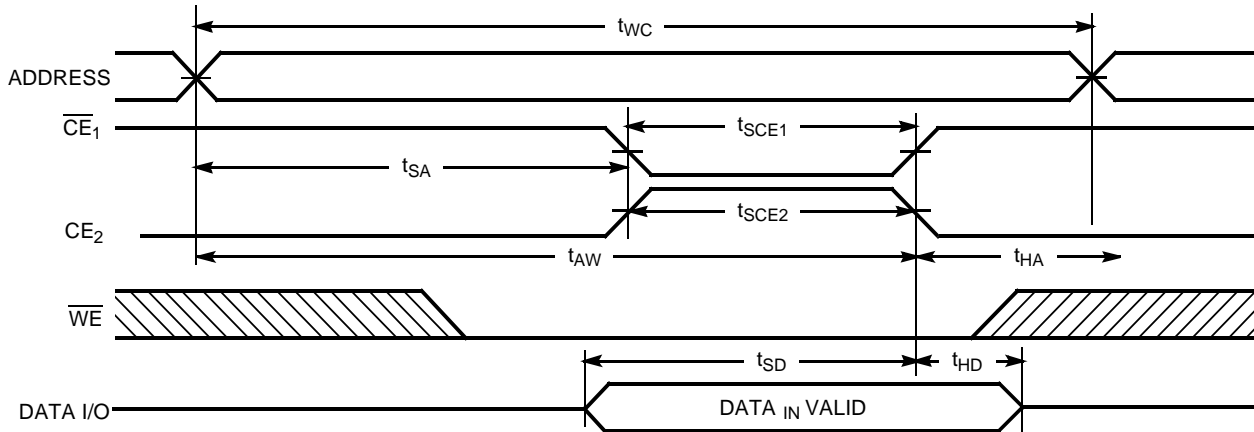 tWC
ADDRESS
CE1
tSCE1
tSA
tSCE2
CE2
tAW
tHA
WE
tSD
tHD
DATA I/O
DATA IN VALID